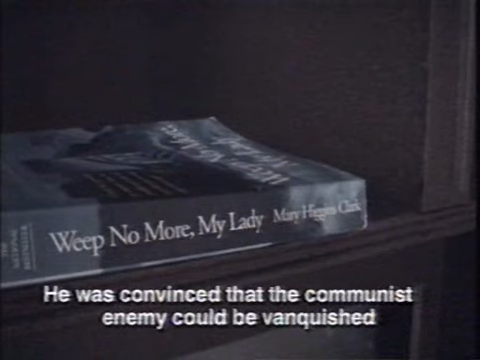 Weep No More, My Lady Mary Higgins Clark
He was convinced that the communist
enemy could be vanquished